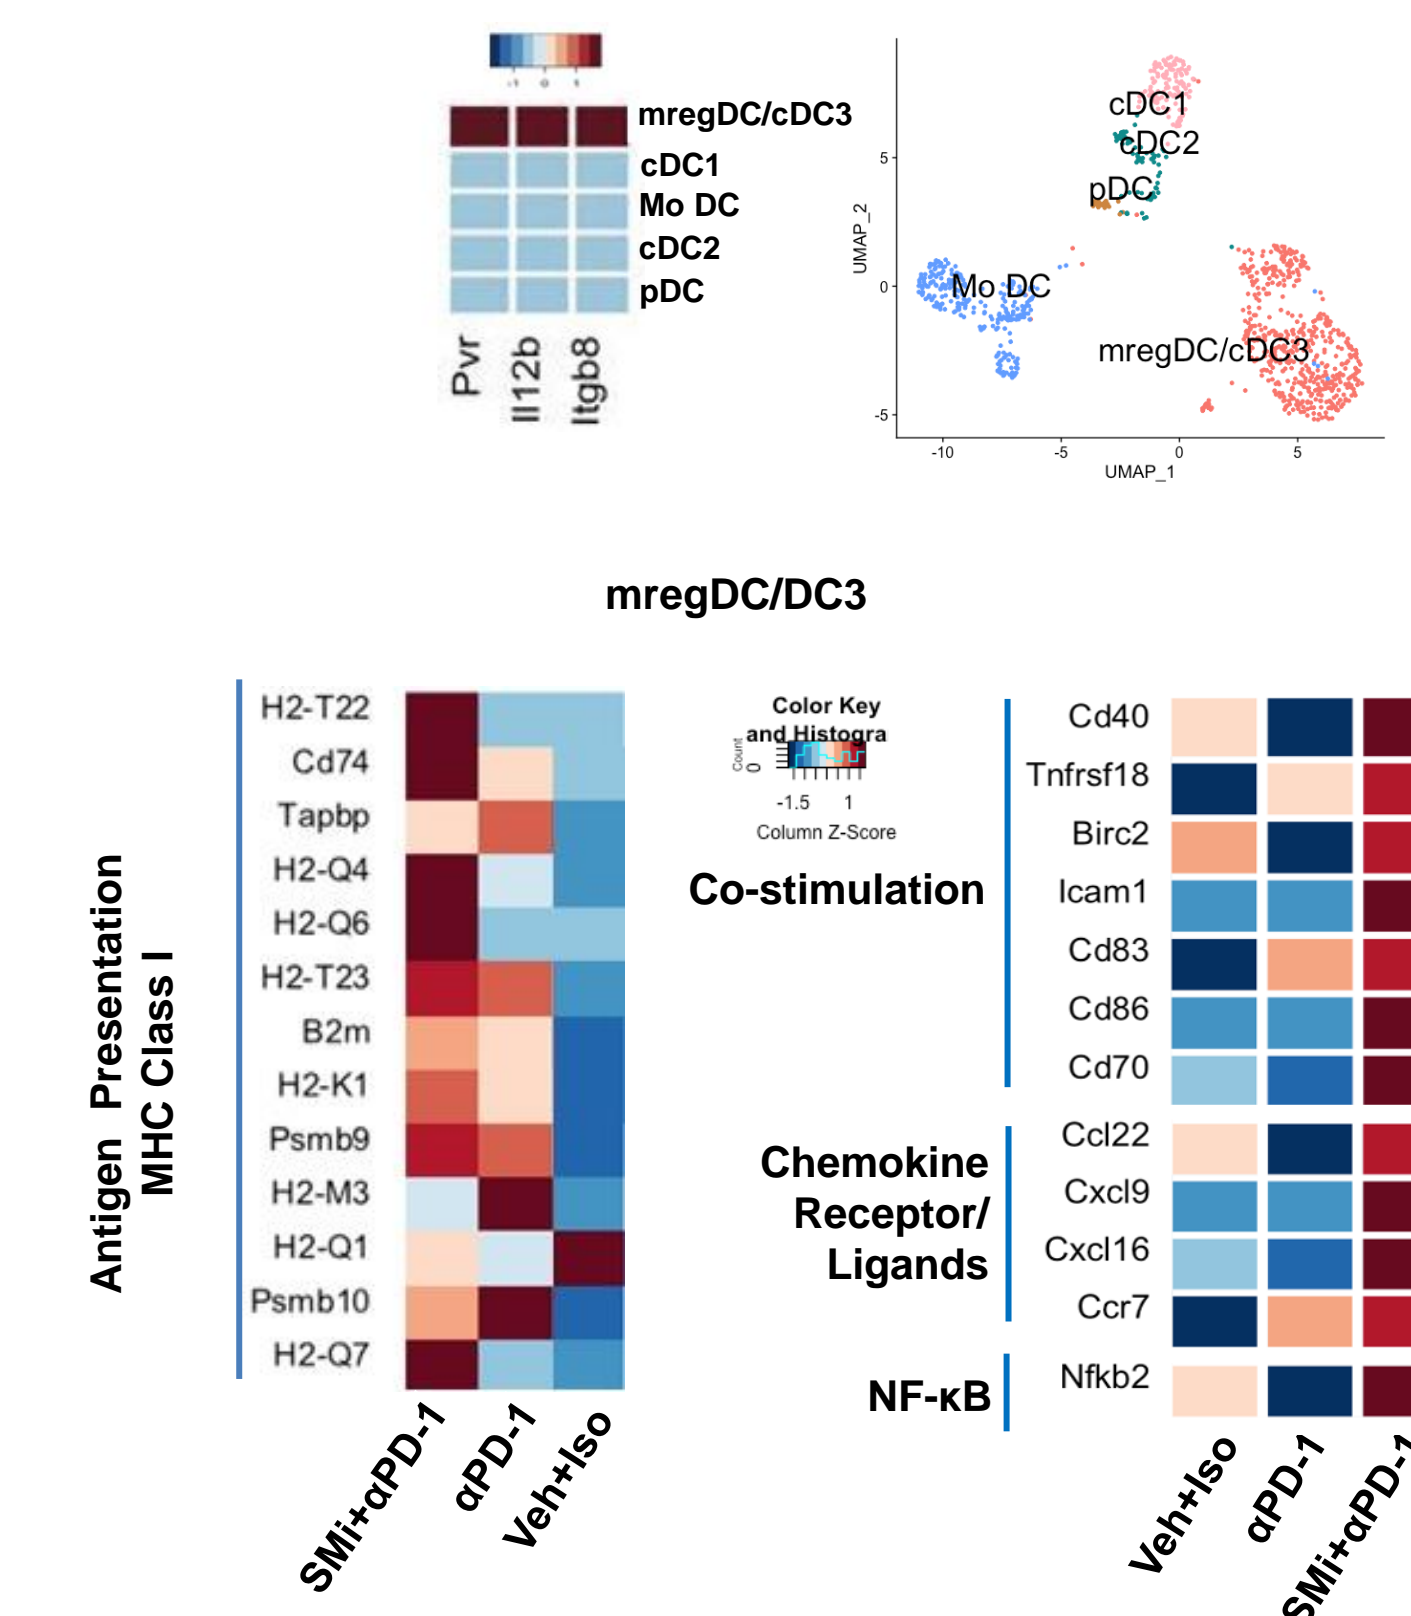 -1 0 1
mregDC/cDC3
cDC1
Mo DC
cDC2
pDC
Pvr
Il12b
Itgb8
cDC1
cDC2
pDC
Mo DC
mregDC/cDC3
5
0
-5
UMAP_2
-10 -5 0 5
UMAP_1
mregDC/DC3
Antigen Presentation
MHC Class I
H2-T22
Cd74
Tapbp
H2-Q4
H2-Q6
H2-T23
B2m
H2-K1
Psmb9
H2-M3
H2-Q1
Psmb10
H2-Q7
SMi+αPD-1
αPD-1
Veh+Iso
Color Key
and Histogra
Count
0
-1.5 1
Column Z-Score
Co-stimulation
Cd40
Tnfrsf18
Birc2
Icam1
Cd83
Cd86
Cd70
Chemokine
Receptor/
Ligands
Ccl22
Cxcl9
Cxcl16
Ccr7
NF-κB
Nfkb2
Veh+Iso
αPD-1
SMi+αPD-1